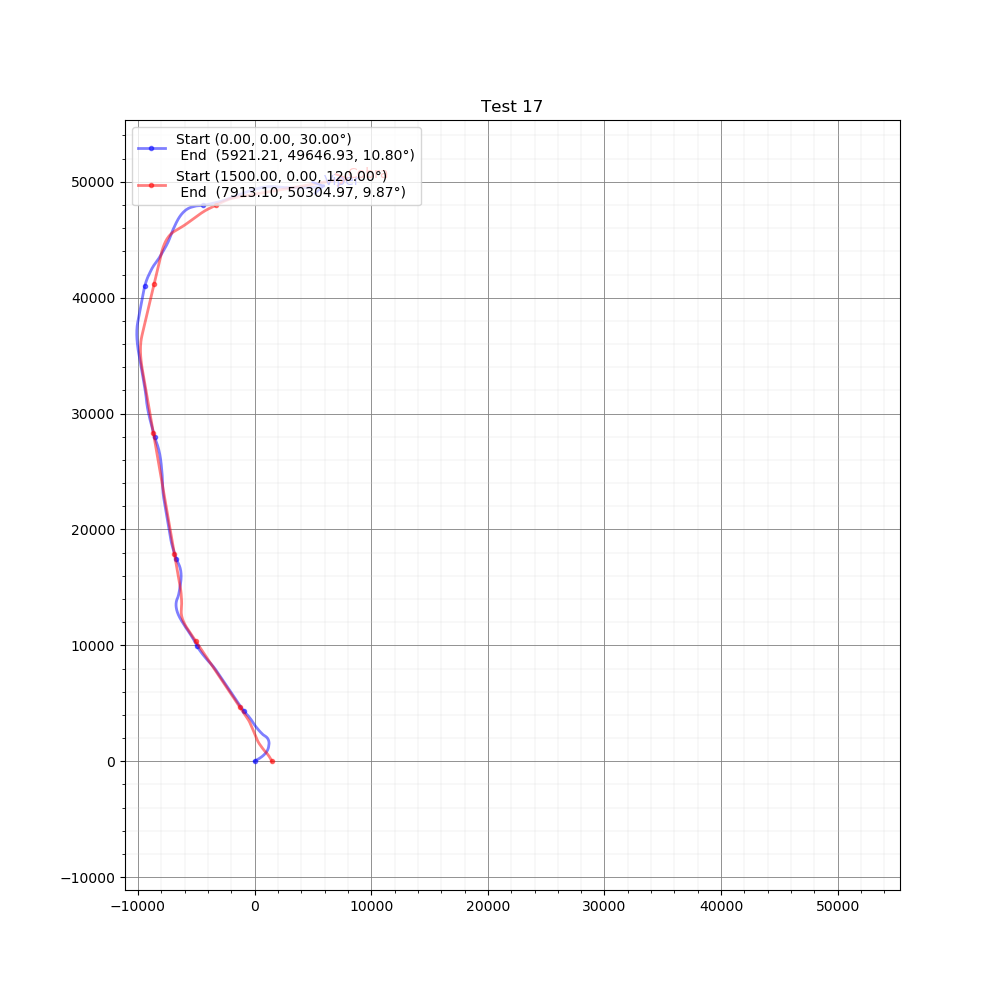 Test 17
Start (0.00, 0.00, 30.00°)
End  (5921.21, 49646.93, 10.80°)
Start (1500.00, 0.00, 120.00°)
End  (7913.10, 50304.97, 9.87°)
50000
40000
30000
20000
10000
0
−10000
−10000 0 10000 20000 30000 40000 50000